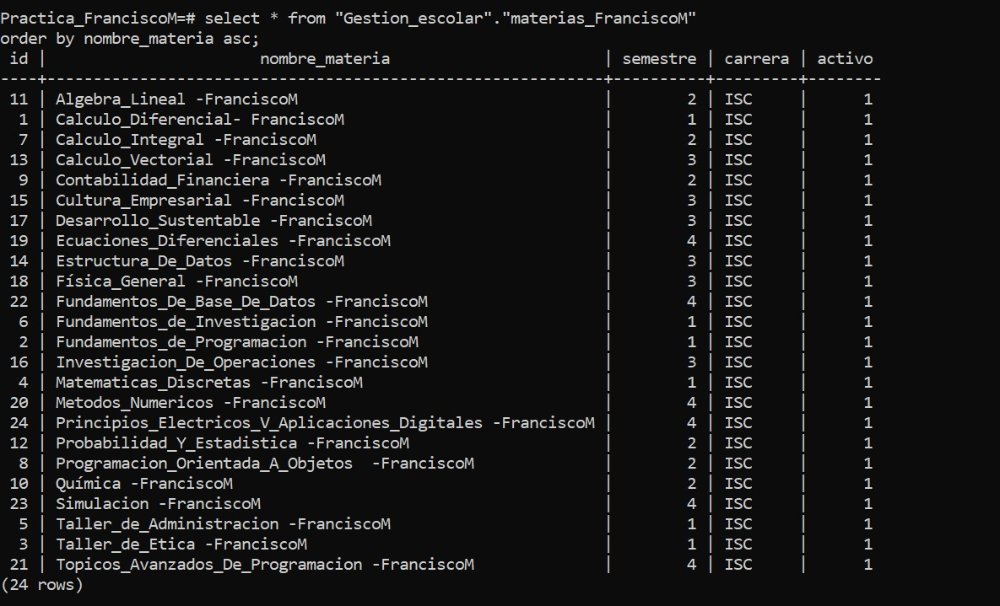 Practica_FranciscoM=# select * from "Gestion_escolar"."materias_FranciscoM"
order by nombre_materia asc;
 id |                       nombre_materia                       | semestre | carrera | activo
----+------------------------------------------------------------+----------+---------+--------
 11 | Algebra_Lineal -FranciscoM                                 |        2 | ISC     |      1
  1 | Calculo_Diferencial- FranciscoM                            |        1 | ISC     |      1
  7 | Calculo_Integral -FranciscoM                               |        2 | ISC     |      1
 13 | Calculo_Vectorial -FranciscoM                              |        3 | ISC     |      1
  9 | Contabilidad_Financiera -FranciscoM                        |        2 | ISC     |      1
 15 | Cultura_Empresarial -FranciscoM                            |        3 | ISC     |      1
 17 | Desarrollo_Sustentable -FranciscoM                         |        3 | ISC     |      1
 19 | Ecuaciones_Diferenciales -FranciscoM                       |        4 | ISC     |      1
 14 | Estructura_De_Datos -FranciscoM                            |        3 | ISC     |      1
 18 | Física_General -FranciscoM                                 |        3 | ISC     |      1
 22 | Fundamentos_De_Base_De_Datos -FranciscoM                   |        4 | ISC     |      1
  6 | Fundamentos_de_Investigacion -FranciscoM                   |        1 | ISC     |      1
  2 | Fundamentos_de_Programacion -FranciscoM                    |        1 | ISC     |      1
 16 | Investigacion_De_Operaciones -FranciscoM                   |        3 | ISC     |      1
  4 | Matematicas_Discretas -FranciscoM                          |        1 | ISC     |      1
 20 | Metodos_Numericos -FranciscoM                              |        4 | ISC     |      1
 24 | Principios_Electricos_V_Aplicaciones_Digitales -FranciscoM |        4 | ISC     |      1
 12 | Probabilidad_Y_Estadistica -FranciscoM                     |        2 | ISC     |      1
  8 | Programacion_Orientada_A_Objetos  -FranciscoM              |        2 | ISC     |      1
 10 | Química -FranciscoM                                        |        2 | ISC     |      1
 23 | Simulacion -FranciscoM                                     |        4 | ISC     |      1
  5 | Taller_de_Administracion -FranciscoM                       |        1 | ISC     |      1
  3 | Taller_de_Etica -FranciscoM                                |        1 | ISC     |      1
 21 | Topicos_Avanzados_De_Programacion -FranciscoM              |        4 | ISC     |      1
(24 rows)